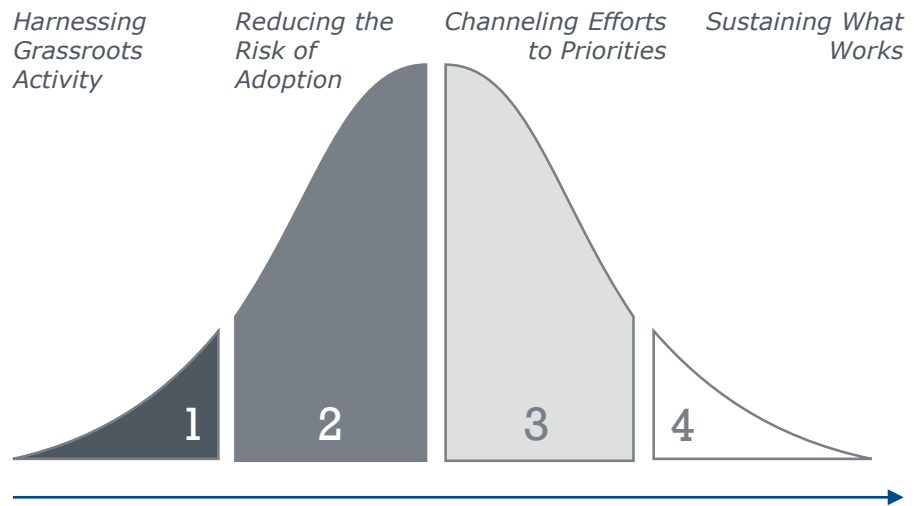 Harnessing
Grassroots
Activity
Reducing the
Risk of
Adoption
Channeling Efforts
to Priorities
Sustaining What
Works
1
2
3
4